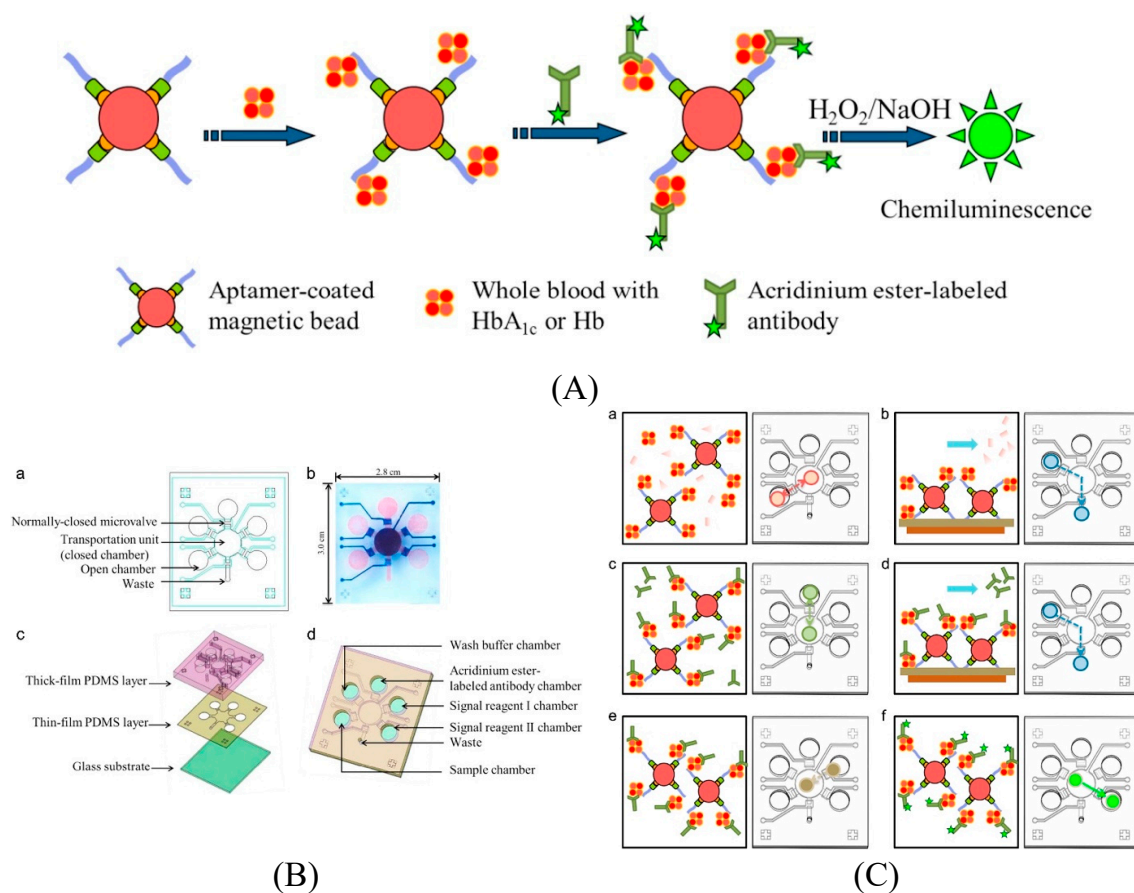 H₂O₂/NaOH
Chemiluminescence
Aptamer-coated
magnetic bead
Whole blood with
HbA₁c or Hb
Acridinium ester-labeled
antibody
(A)
a
Normally-closed microvalve
Transportation unit
(closed chamber)
Open chamber
Waste
b
2.8 cm
3.0 cm
c
Thick-film PDMS layer
Thin-film PDMS layer
Glass substrate
d
Wash buffer chamber
Acridinium ester-
labeled antibody chamber
Signal reagent I chamber
Signal reagent II chamber
Waste
Sample chamber
(B)
a
b
c
d
e
f
(C)